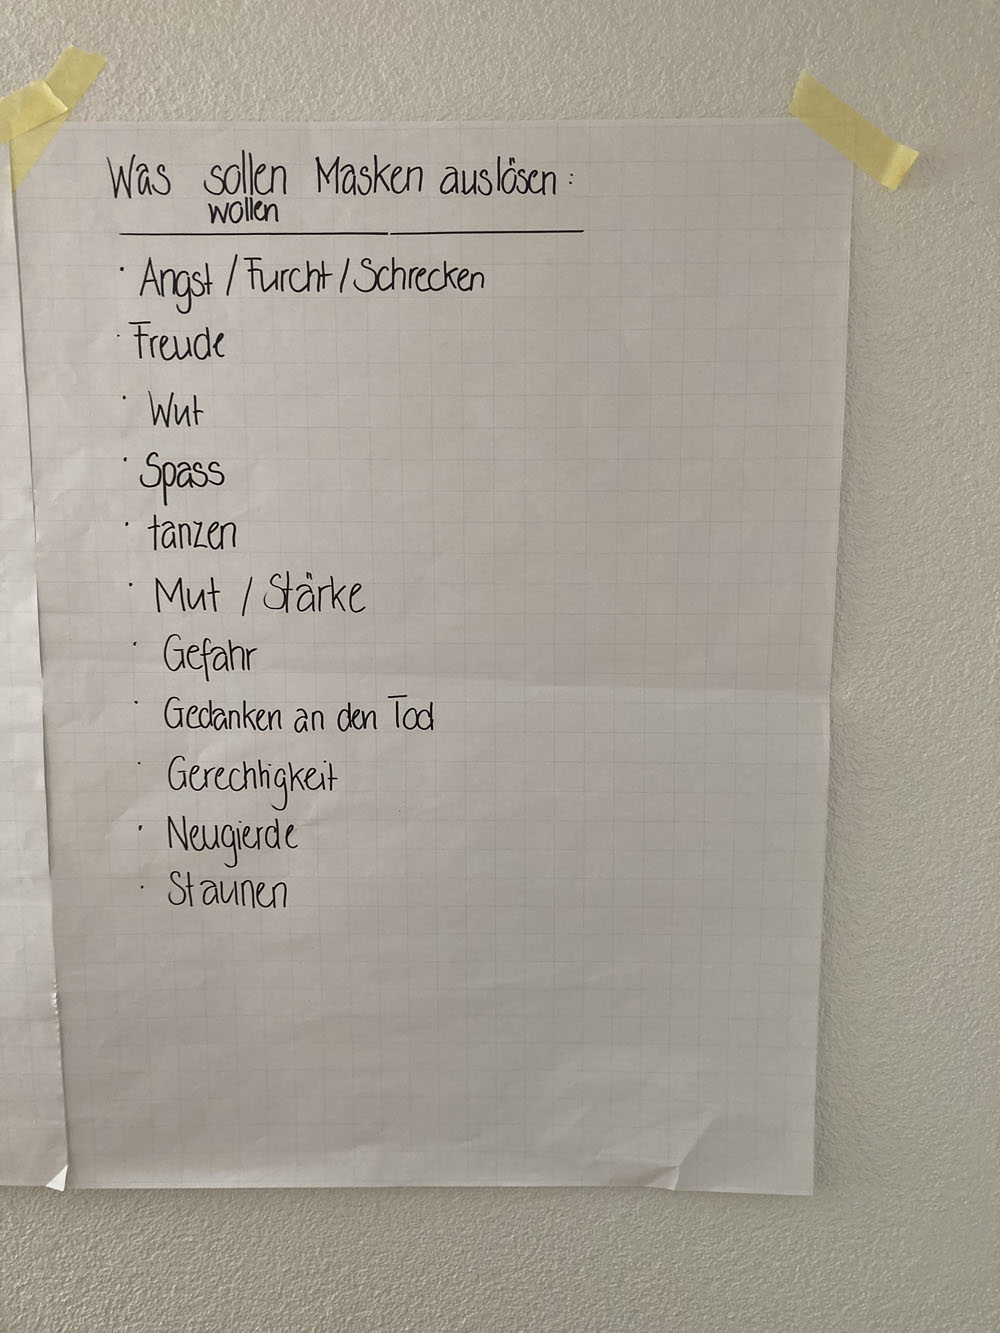 Was sollen Masken auslösen:
wollen
· Angst / Furcht / Schrecken
· Freude
· Wut
· Spass
· tanzen
· Mut / Stärke
· Gefahr
· Gedanken an den Tod
· Gerechtigkeit
· Neugierde
· Staunen